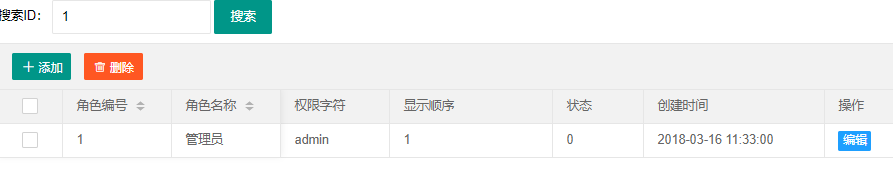 搜索ID： 1 搜索
添加 删除
角色编号 角色名称 权限字符 显示顺序 状态 创建时间 操作
1 管理员 admin 1 0 2018-03-16 11:33:00 编辑